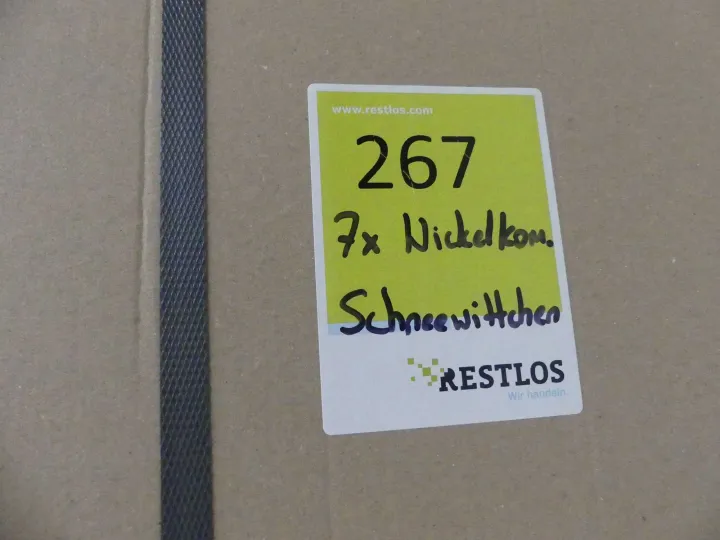 www.restlos.com
267
7x Nickelkom.
Schneewittchen
RESTLOS
Wir handeln.